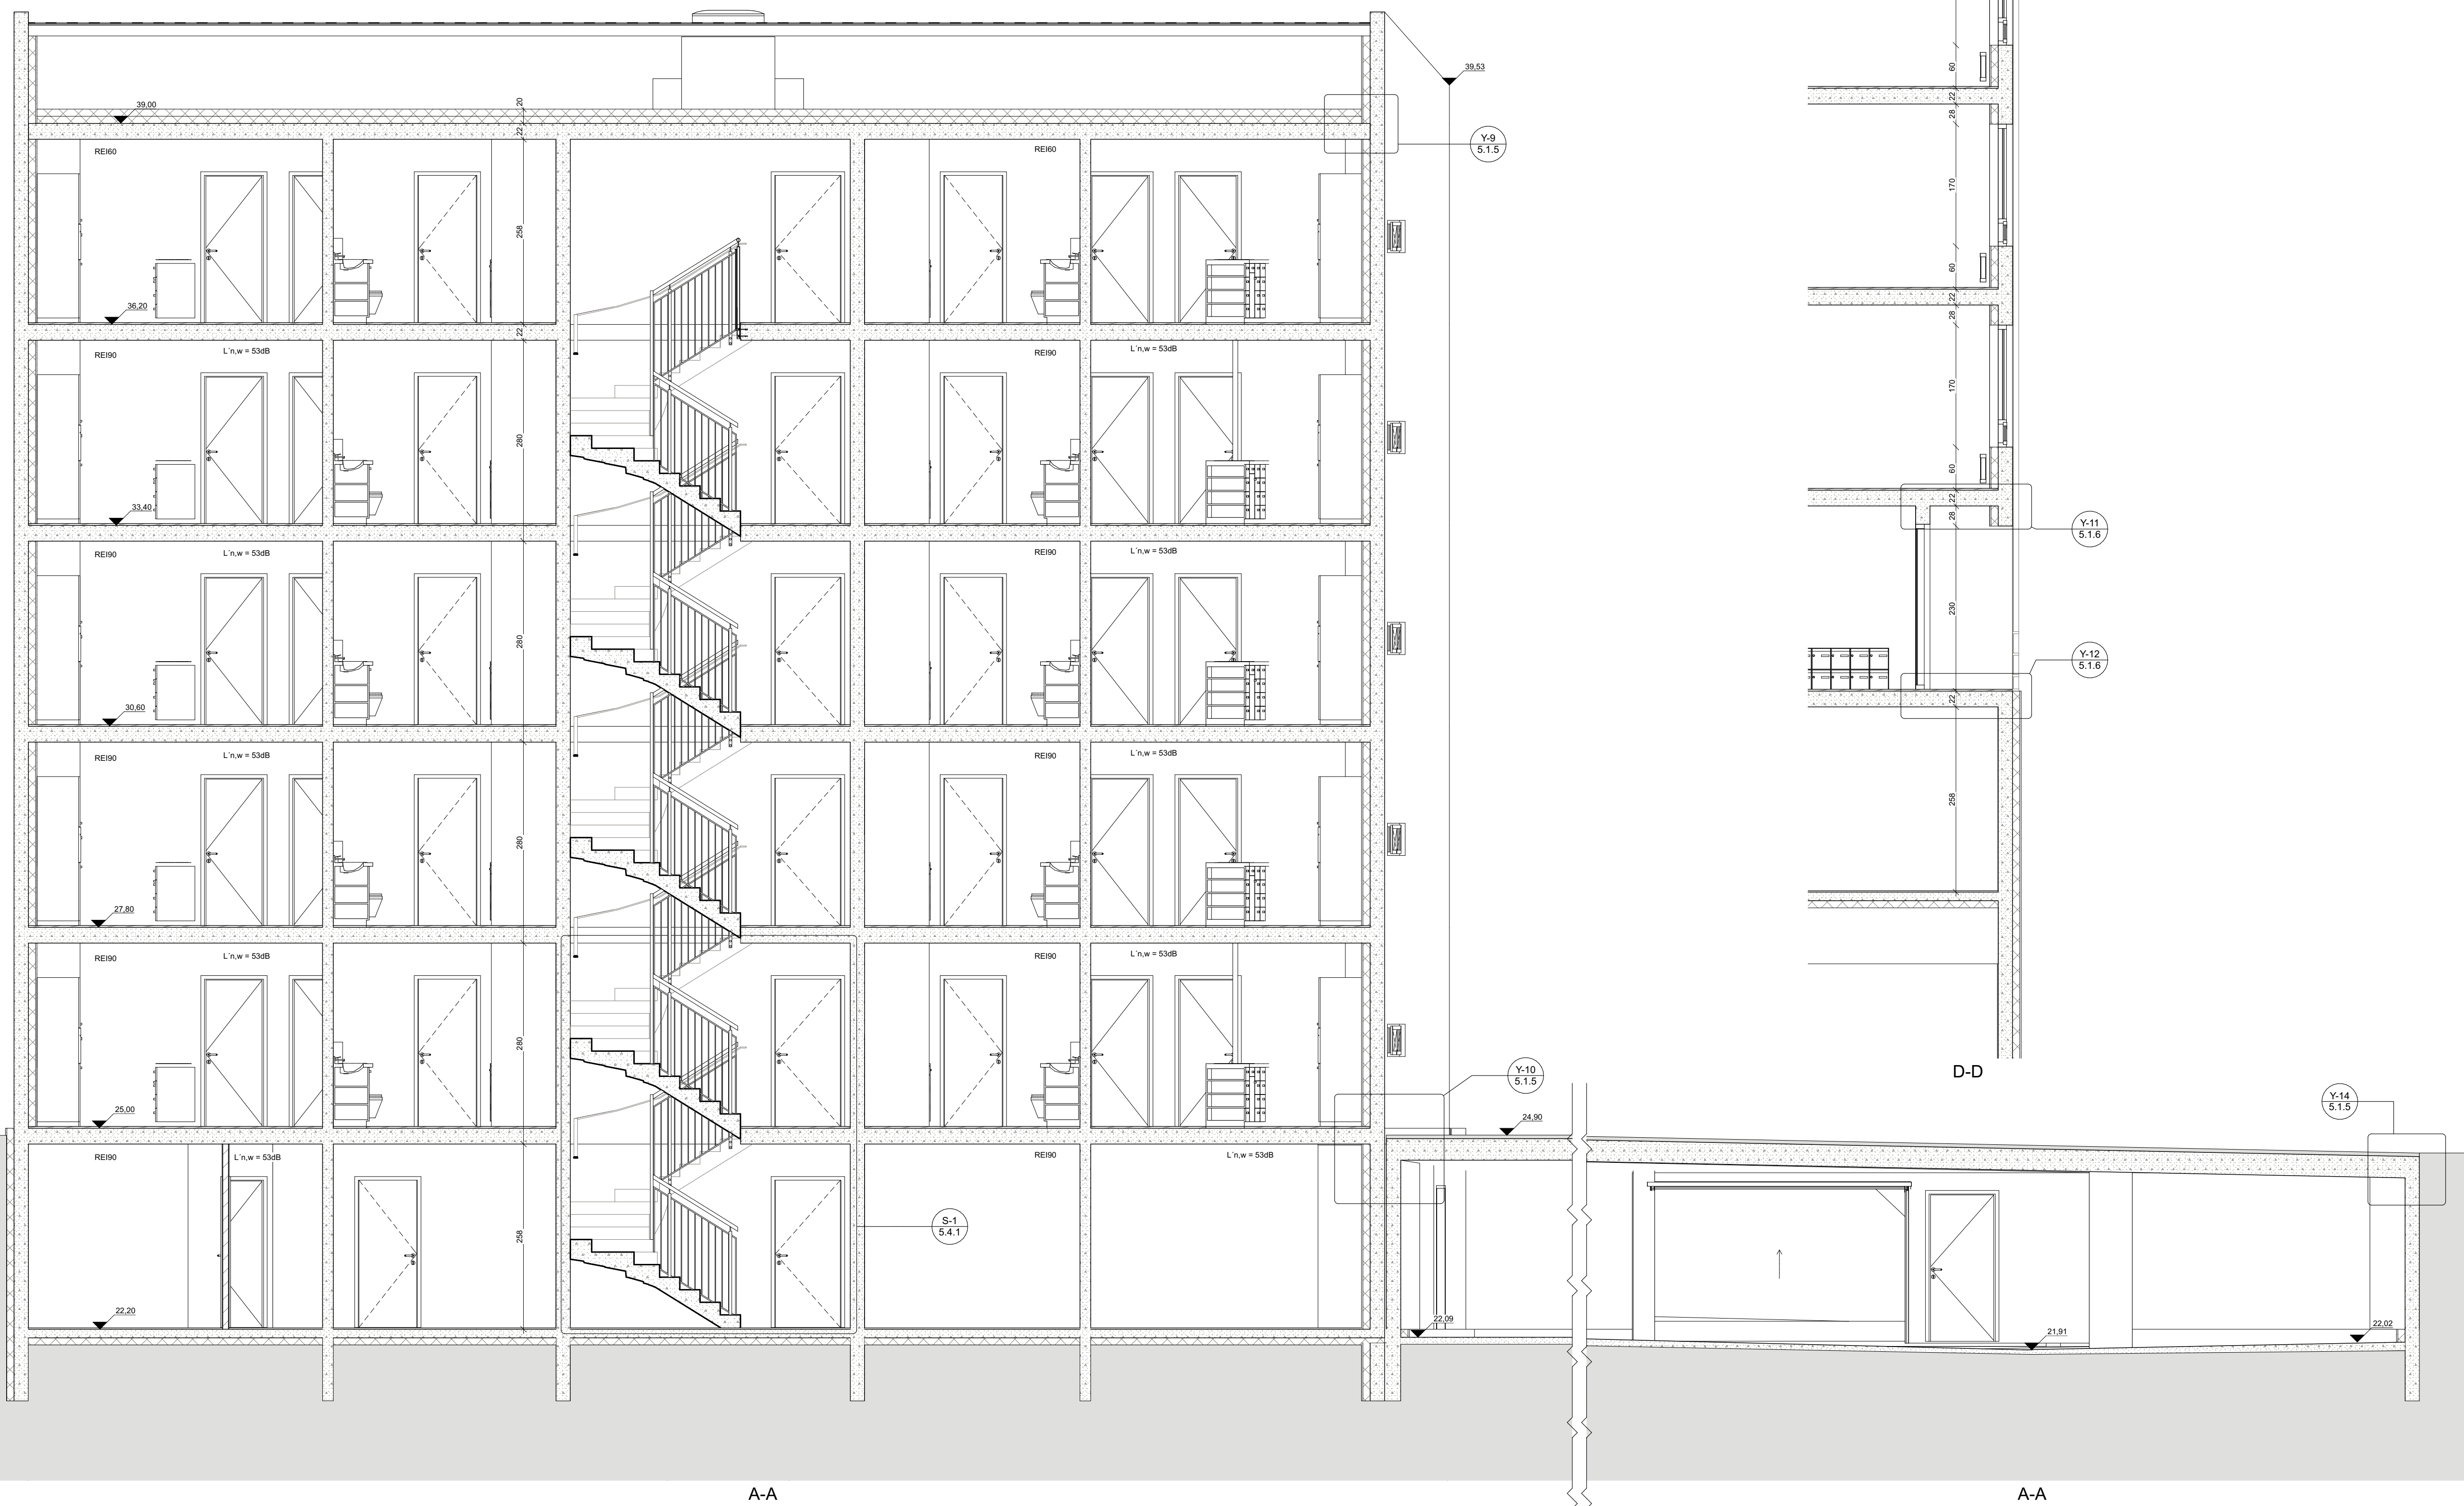 39,53
39,00
20
22
Y-9
5.1.5
REI60
REI60
258
36,20
22
REI90
L´n,w = 53dB
REI90
L´n,w = 53dB
280
33,40
REI90
L´n,w = 53dB
REI90
L´n,w = 53dB
280
30,60
REI90
L´n,w = 53dB
REI90
L´n,w = 53dB
280
27,80
REI90
L´n,w = 53dB
REI90
L´n,w = 53dB
280
25,00
REI90
L´n,w = 53dB
REI90
L´n,w = 53dB
258
S-1
5.4.1
22,20
Y-10
5.1.5
24,90
22,09
A-A
60
22
28
170
60
22
28
170
60
22
28
Y-11
5.1.6
230
Y-12
5.1.6
22
258
D-D
Y-14
5.1.5
21,91
22,02
A-A